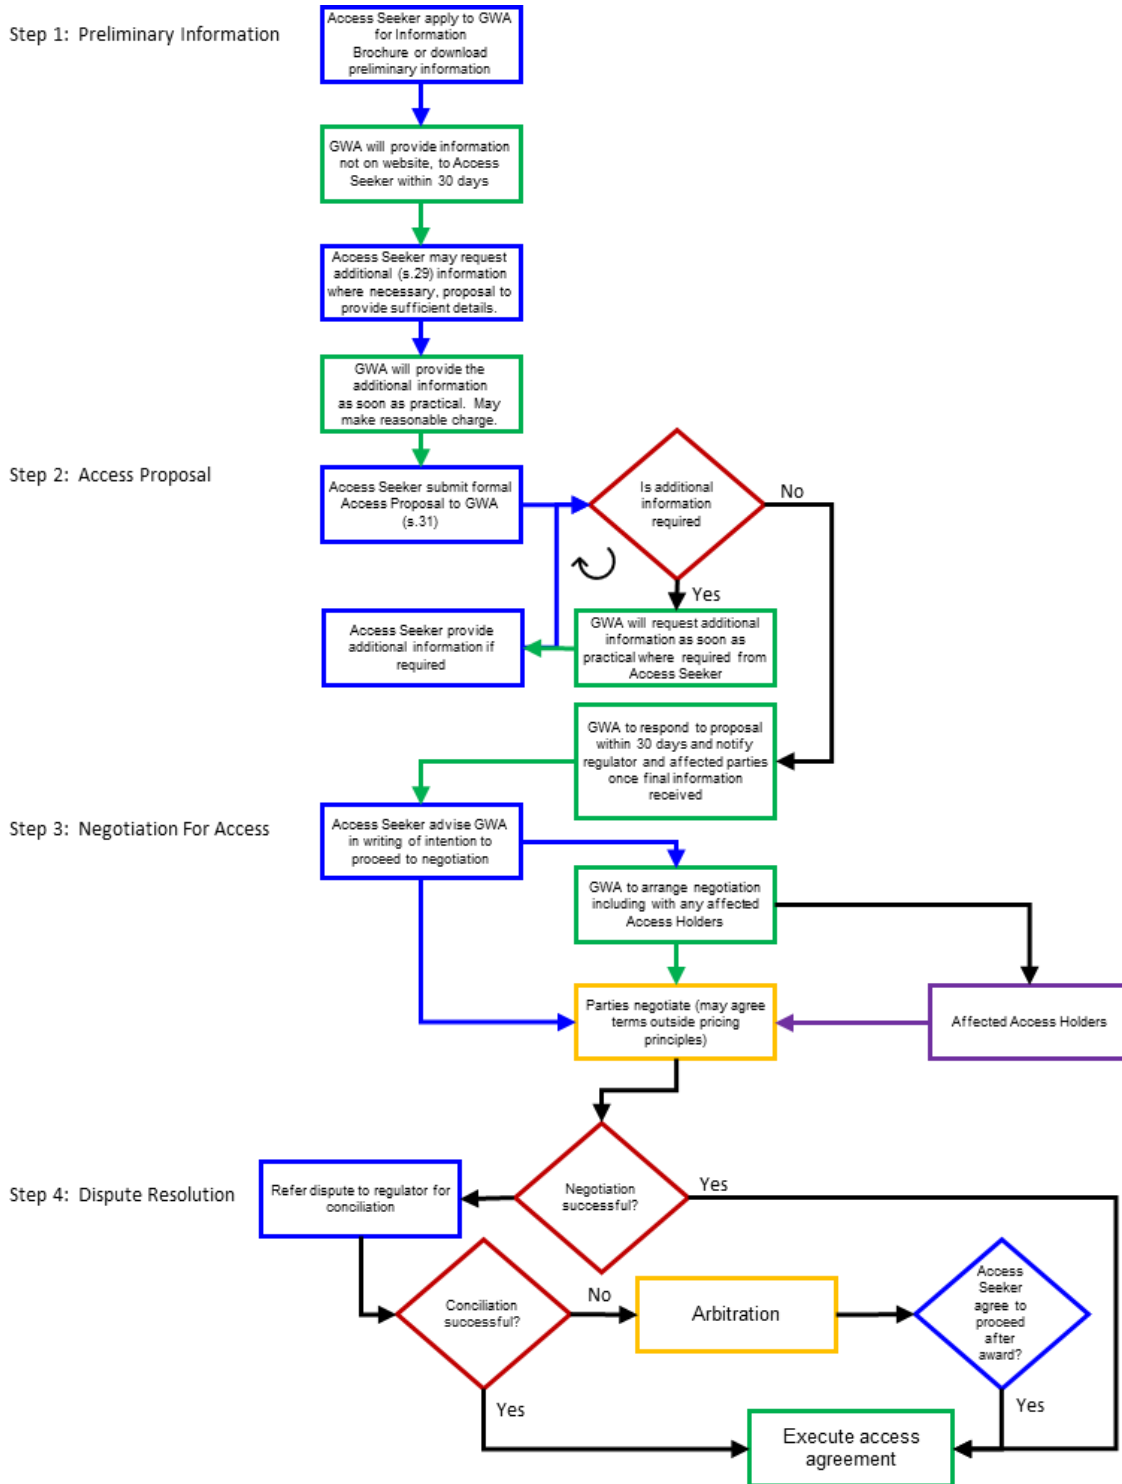 Step 1: Preliminary Information
Access Seeker apply to GWA
for Information
Brochure or download
preliminary information
GWA will provide information
not on website, to Access
Seeker within 30 days
Access Seeker may request
additional (s.29) information
where necessary, proposal to
provide sufficient details.
GWA will provide the
additional information
as soon as practical. May
make reasonable charge.
Step 2: Access Proposal
Access Seeker submit formal
Access Proposal to GWA
(s.31)
Is additional
information
required
No
Yes
Access Seeker provide
additional information if
required
GWA will request additional
information as soon as
practical where required from
Access Seeker
GWA to respond to proposal
within 30 days and notify
regulator and affected parties
once final information
received
Step 3: Negotiation For Access
Access Seeker advise GWA
in writing of intention to
proceed to negotiation
GWA to arrange negotiation
including with any affected
Access Holders
Parties negotiate (may agree
terms outside pricing
principles)
Affected Access Holders
Step 4: Dispute Resolution
Refer dispute to regulator for
conciliation
Negotiation
successful?
Yes
Conciliation
successful?
No
Arbitration
Access
Seeker
agree to
proceed
after
award?
Yes
Yes
Execute access
agreement